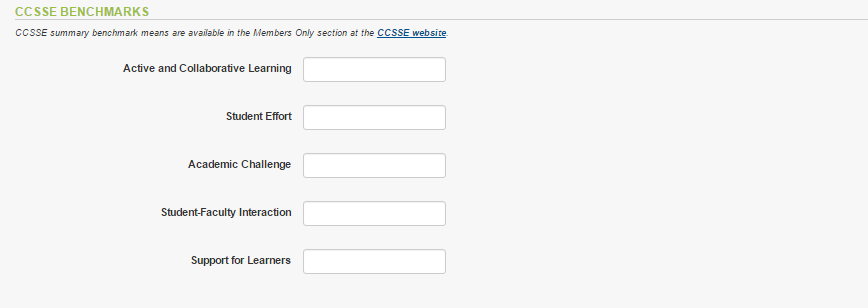 CCSSE BENCHMARKS
CCSSE summary benchmark means are available in the Members Only section at the CCSSE website.
Active and Collaborative Learning
Student Effort
Academic Challenge
Student-Faculty Interaction
Support for Learners